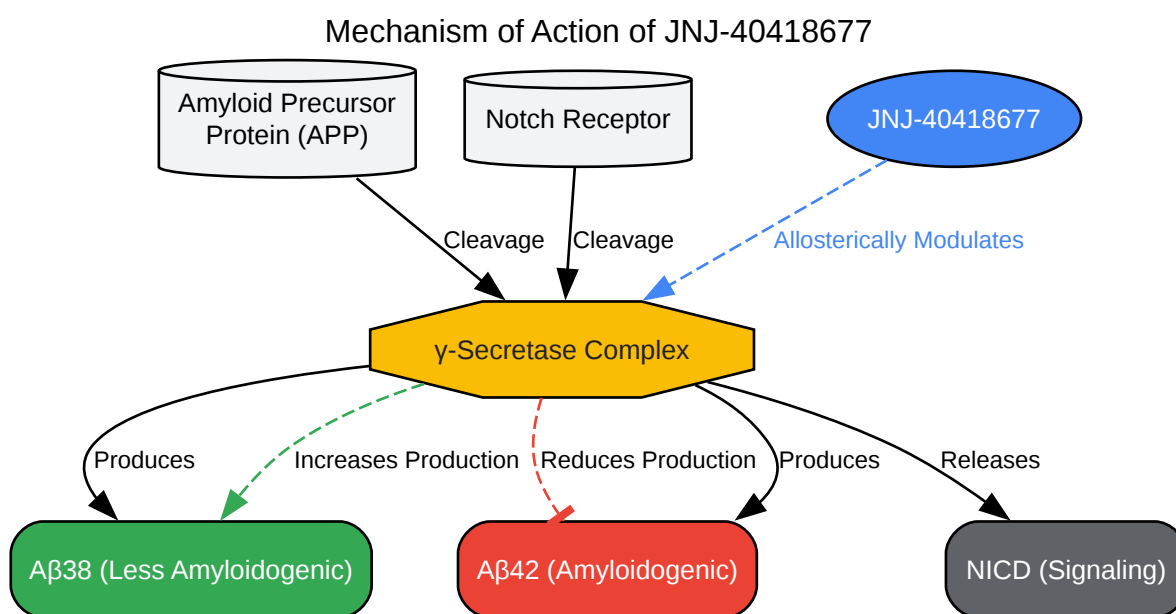 Mechanism of Action of JNJ-40418677
Amyloid Precursor
Protein (APP)
Notch Receptor
JNJ-40418677
Cleavage
Cleavage
Allosterically Modulates
γ-Secretase Complex
Produces
Increases Production
Reduces Production
Produces
Releases
Aβ38 (Less Amyloidogenic)
Aβ42 (Amyloidogenic)
NICD (Signaling)